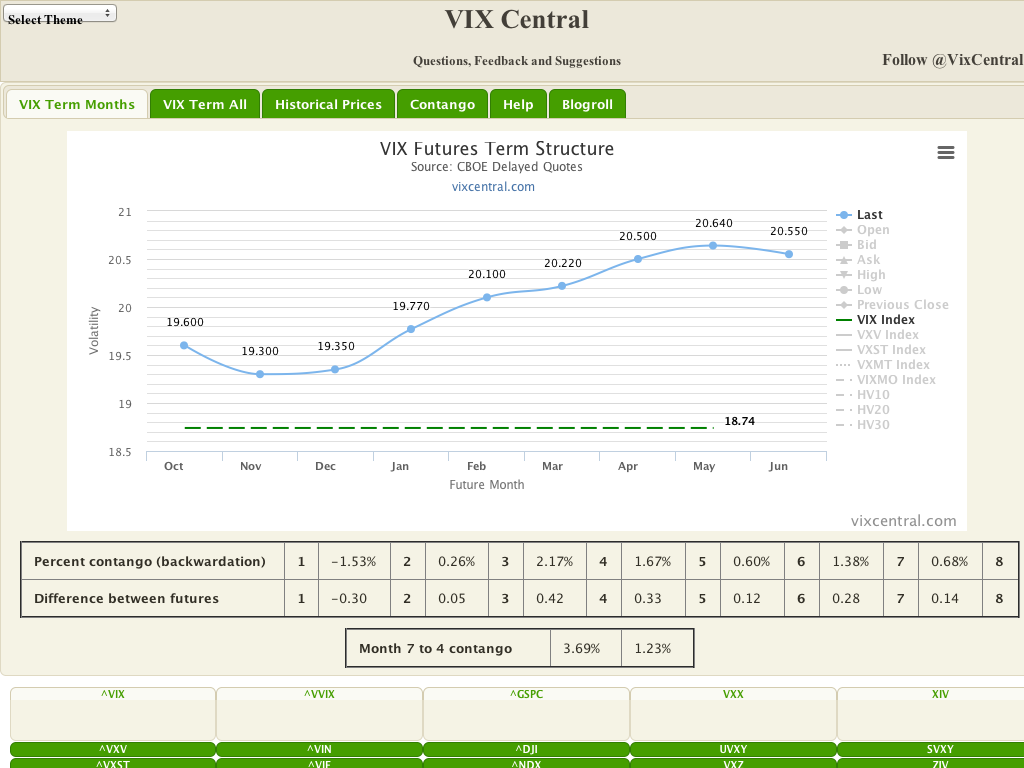 Select Theme
VIX Central
Questions, Feedback and Suggestions
Follow @VixCentral
VIX Term Months VIX Term All Historical Prices Contango Help Blogroll
VIX Futures Term Structure
Source: CBOE Delayed Quotes
vixcentral.com
Volatility
21
20.5
20
19.5
19
18.5
19.600 19.300 19.350 19.770 20.100 20.220 20.500 20.640 20.550
18.74
Oct Nov Dec Jan Feb Mar Apr May Jun
Future Month
Last
Open
Bid
Ask
High
Low
Previous Close
VIX Index
VXV Index
VXST Index
VXMT Index
VIXMO Index
HV10
HV20
HV30
vixcentral.com
Percent contango (backwardation) 1 −1.53% 2 0.26% 3 2.17% 4 1.67% 5 0.60% 6 1.38% 7 0.68% 8
Difference between futures 1 −0.30 2 0.05 3 0.42 4 0.33 5 0.12 6 0.28 7 0.14 8
Month 7 to 4 contango 3.69% 1.23%
^VIX ^VVIX ^GSPC VXX XIV
^VXV ^VIN ^DJI UVXY SVXY
^VXST ^VIF ^NDX VXZ ZIV